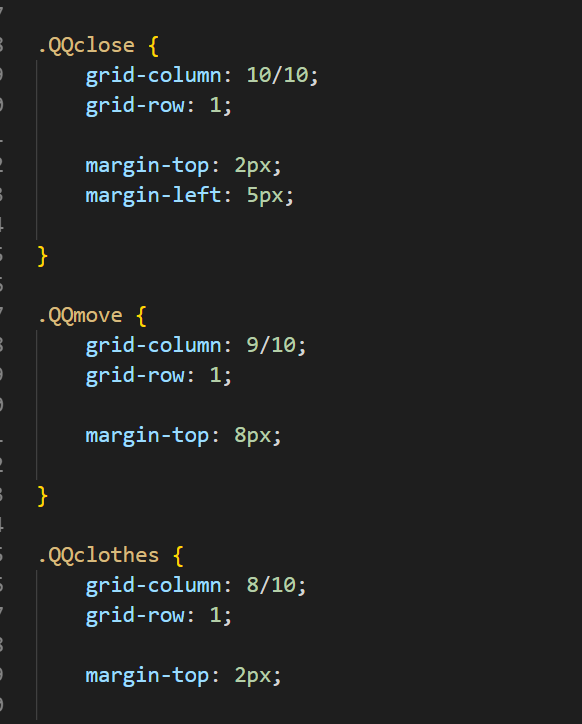 .QQclose {
grid-column: 10/10;
grid-row: 1;
margin-top: 2px;
margin-left: 5px;
}
.QQmove {
grid-column: 9/10;
grid-row: 1;
margin-top: 8px;
}
.QQclothes {
grid-column: 8/10;
grid-row: 1;
margin-top: 2px;